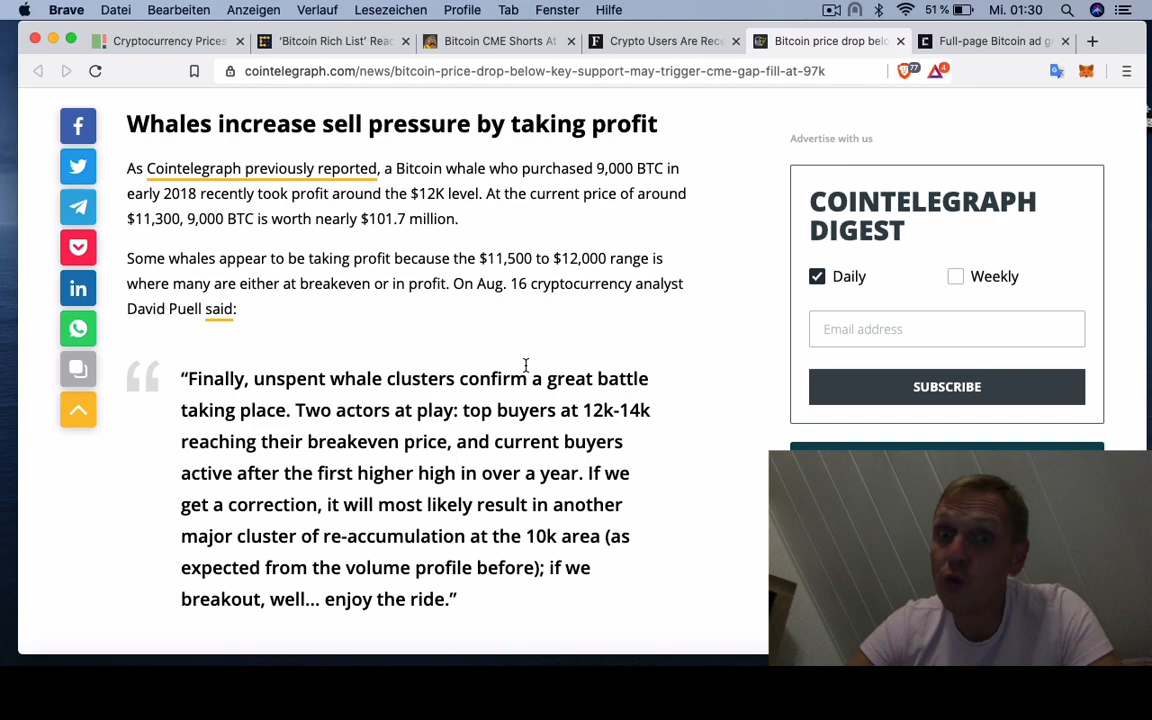 Brave Datei Bearbeiten Anzeigen Verlauf Lesezeichen Profile Tab Fenster Hilfe 51 % Mi. 01:30
Cryptocurrency Prices × 'Bitcoin Rich List' Reac × Bitcoin CME Shorts At × Crypto Users Are Rece × Bitcoin price drop belo × Full-page Bitcoin ad g × +
cointelegraph.com/news/bitcoin-price-drop-below-key-support-may-trigger-cme-gap-fill-at-97k 77 4
Whales increase sell pressure by taking profit
As Cointelegraph previously reported, a Bitcoin whale who purchased 9,000 BTC in
early 2018 recently took profit around the $12K level. At the current price of around
$11,300, 9,000 BTC is worth nearly $101.7 million.
Some whales appear to be taking profit because the $11,500 to $12,000 range is
where many are either at breakeven or in profit. On Aug. 16 cryptocurrency analyst
David Puell said:
“Finally, unspent whale clusters confirm a great battle
taking place. Two actors at play: top buyers at 12k-14k
reaching their breakeven price, and current buyers
active after the first higher high in over a year. If we
get a correction, it will most likely result in another
major cluster of re-accumulation at the 10k area (as
expected from the volume profile before); if we
breakout, well... enjoy the ride.”
Advertise with us
COINTELEGRAPH
DIGEST
Daily Weekly
Email address
SUBSCRIBE